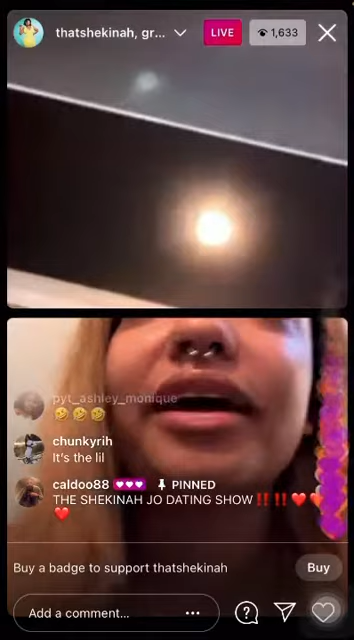 thatshekinah, gr...
LIVE
1,633
pyt_ashley_monique
🤣🤣🤣
chunkyrih
It's the lil
caldoo88 PINNED
THE SHEKINAH JO DATING SHOW‼️‼️❤️❤️
❤️
Buy a badge to support thatshekinah
Buy
Add a comment...